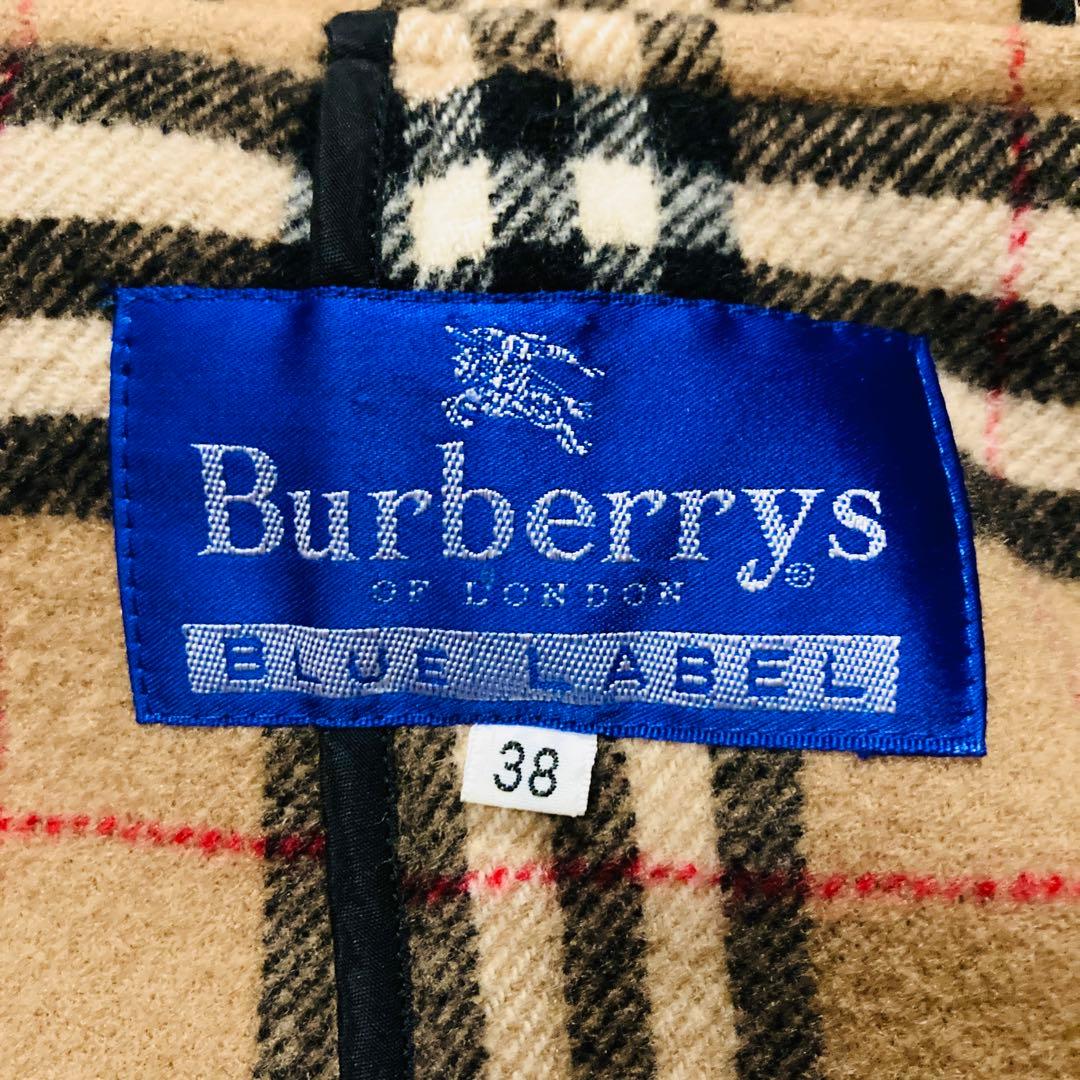 Burberrys®
OF LONDON
BLUE LABEL
38